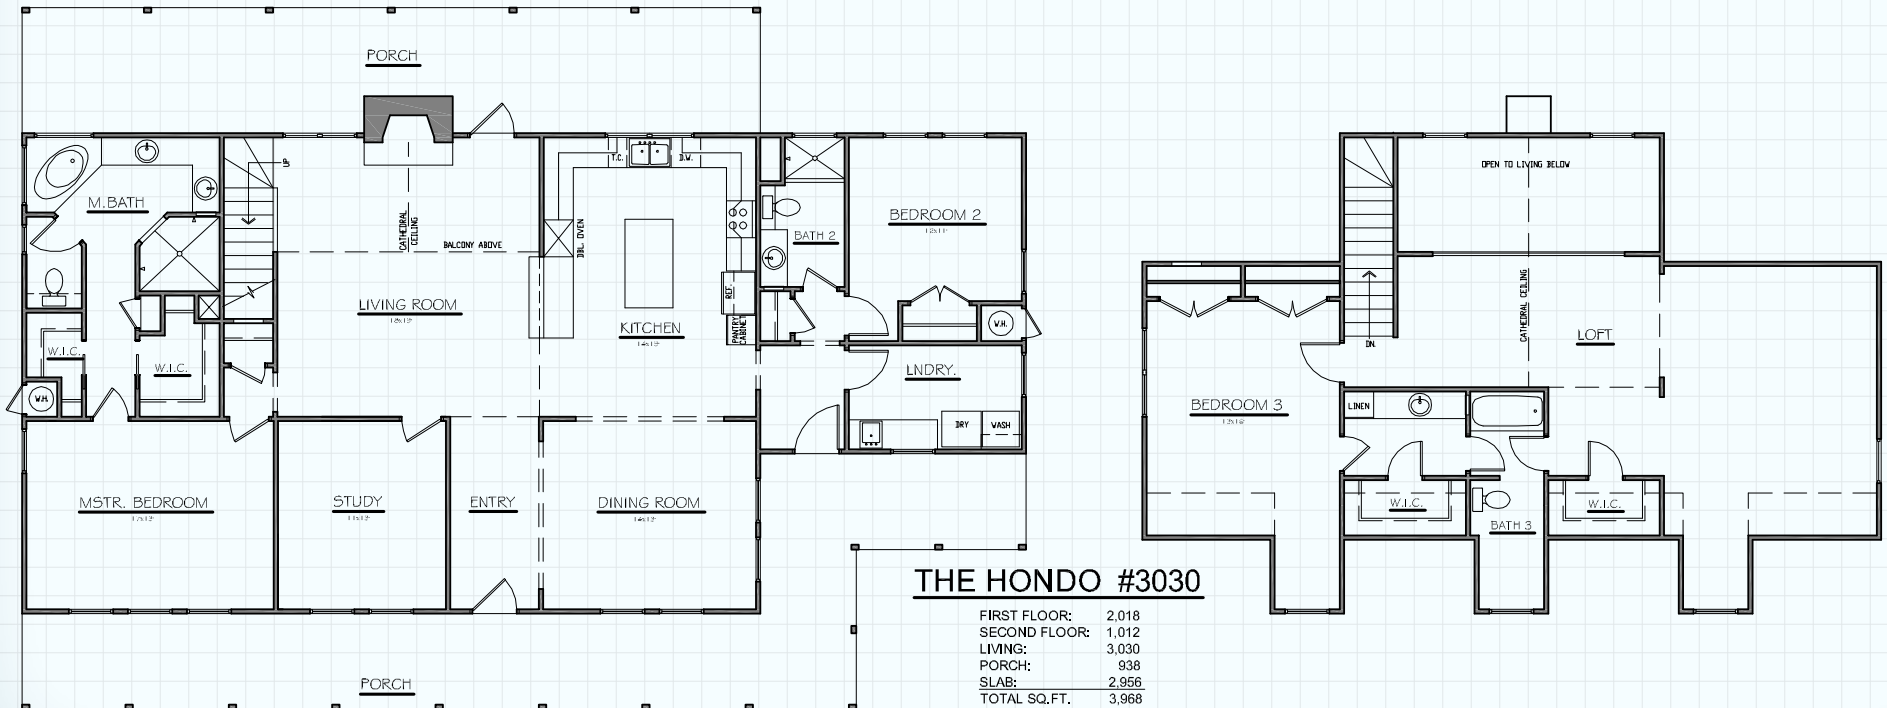 PORCH
UP
M.BATH
CATHEDRAL
CEILING
BALCONY ABOVE
LIVING ROOM
18x19²
T.C.
D.W.
DBL. OVEN
KITCHEN
REF.
PANTRY
CABINET
BATH 2
BEDROOM 2
W.H.
LNDRY.
DRY
WASH
W.I.C.
W.I.C.
W.H.
MSTR. BEDROOM
STUDY
ENTRY
DINING ROOM
PORCH
OPEN TO LIVING BELOW
CATHEDRAL CEILING
LOFT
DN.
BEDROOM 3
LINEN
W.I.C.
BATH 3
W.I.C.
THE HONDO #3030
FIRST FLOOR: 2,018
SECOND FLOOR: 1,012
LIVING: 3,030
PORCH: 938
SLAB: 2,956
TOTAL SQ.FT. 3,968